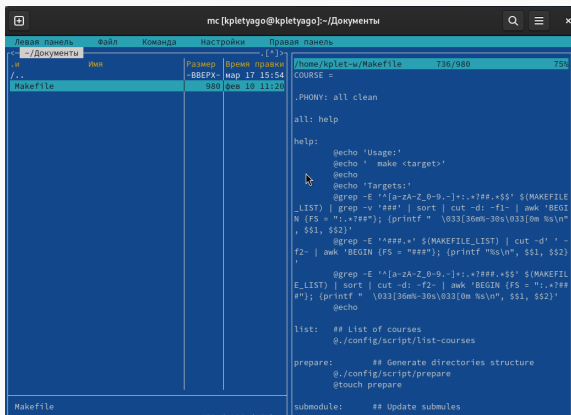 mc [kpletyago@kpletyago]:~/Документы
Левая панель Файл Команда Настройки Правая панель
<─ ~/Документы ─.[^]>
.и Имя Размер Время правки
/.. -ВВЕРХ- мар 17 15:54
Makefile 980 фев 10 11:20
Makefile
/home/kplet~w/Makefile 736/980 75%
COURSE =
.PHONY: all clean
all: help
help:
@echo 'Usage:'
@echo ' make <target>'
@echo
@echo 'Targets:'
@grep -E '^[a-zA-Z_0-9.-]+:.*?##.*$$' $(MAKEFILE
_LIST) | grep -v '###' | sort | cut -d: -f1- | awk 'BEGI
N {FS = ":.*?##"}; {printf " \033[36m%-30s\033[0m %s\n"
, $$1, $$2}'
@grep -E '^###.*' $(MAKEFILE_LIST) | cut -d' ' -
f2- | awk 'BEGIN {FS = "###"}; {printf "%s\n", $$1, $$2}
'
@grep -E '^[a-zA-Z_0-9.-]+:.*?###.*$$' $(MAKEFIL
E_LIST) | sort | cut -d: -f2- | awk 'BEGIN {FS = ":.*?##
#"}; {printf " \033[36m%-30s\033[0m %s\n", $$1, $$2}'
@echo
list: ## List of courses
@./config/script/list-courses
prepare: ## Generate directories structure
@./config/script/prepare
@touch prepare
submodule: ## Update submules